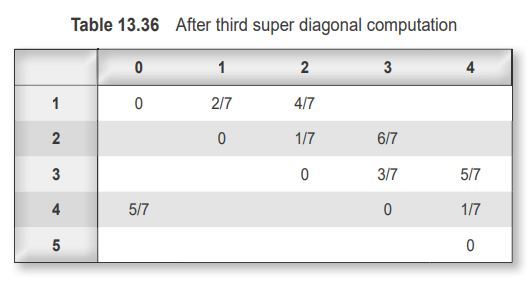 Table 13.36 After third super diagonal computation
0 1 2 3 4
1 0 2/7 4/7
2 0 1/7 6/7
3 0 3/7 5/7
4 5/7 0 1/7
5 0